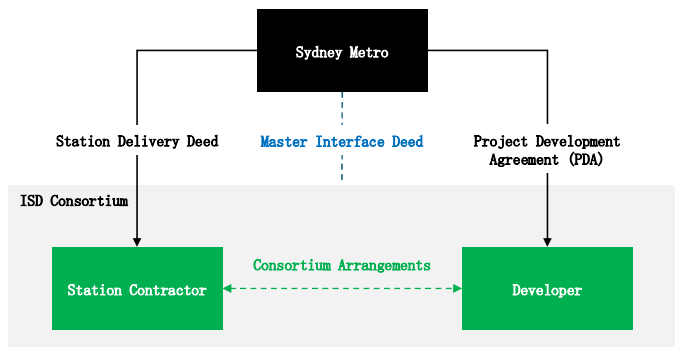 Sydney Metro
Station Delivery Deed
Master Interface Deed
Project Development
Agreement (PDA)
ISD Consortium
Consortium Arrangements
Station Contractor
Developer